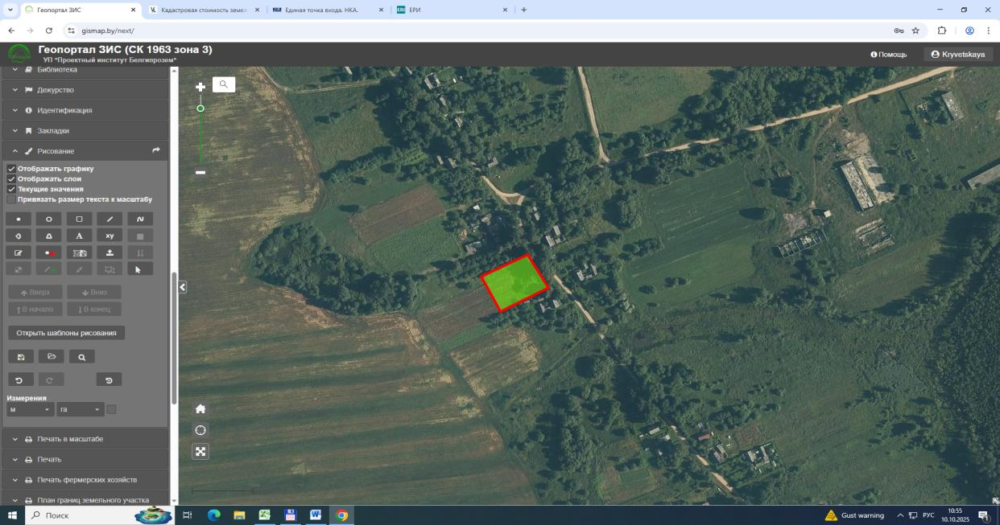 Геопортал ЗИС
Кадастровая стоимость земел
НКА Единая точка входа. НКА.
ERI ЕРИ
gismap.by/next/
Геопортал ЗИС (СК 1963 зона 3)
УП "Проектный институт Белгипрозем"
Помощь
Kryvetskaya
Библиотека
Дежурство
Идентификация
Закладки
Рисование
Отображать графику
Отображать слои
Текущие значения
Привязать размер текста к масштабу
A
xy
Вверх
Вниз
В начало
В конец
Открыть шаблоны рисования
Измерения
м
га
Печать в масштабе
Печать
Печать фермерских хозяйств
План границ земельного участка
Поиск
Gust warning
РУС
10:55
10.10.2025